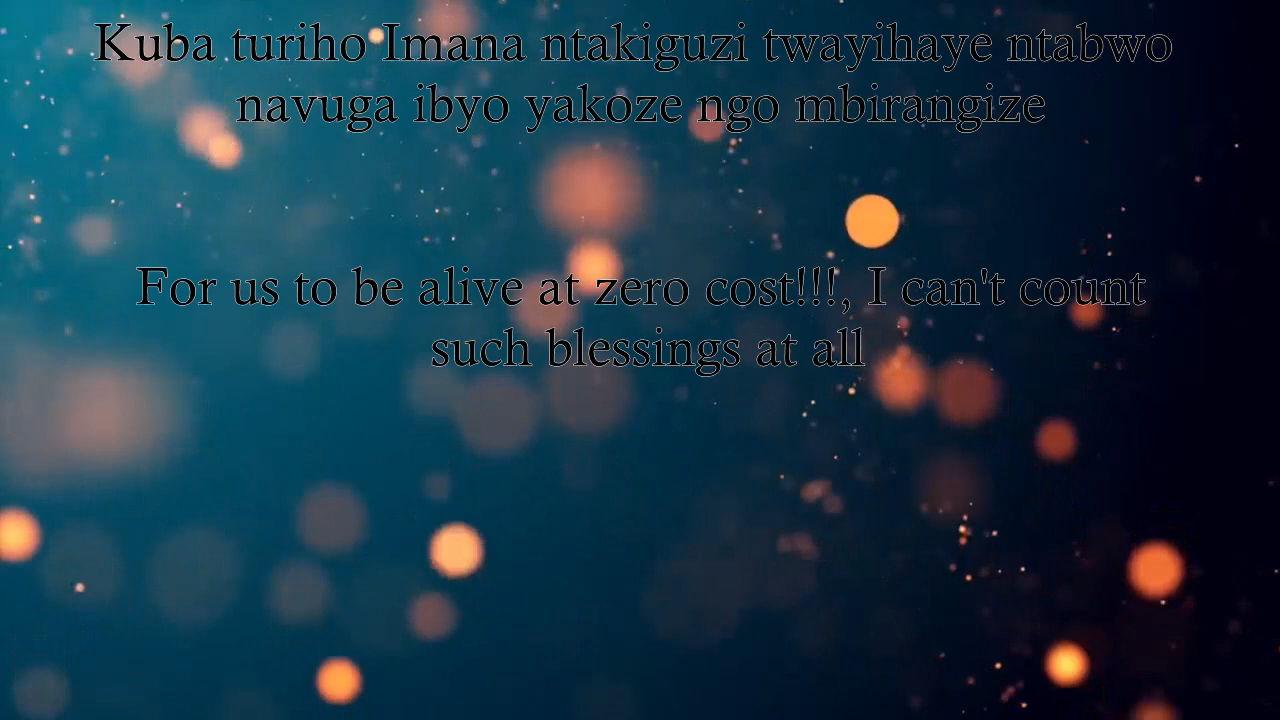 Kuba turiho Imana ntakiguzi twayihaye ntabwo
navuga ibyo yakoze ngo mbirangize
For us to be alive at zero cost!!!, I can't count
such blessings at all